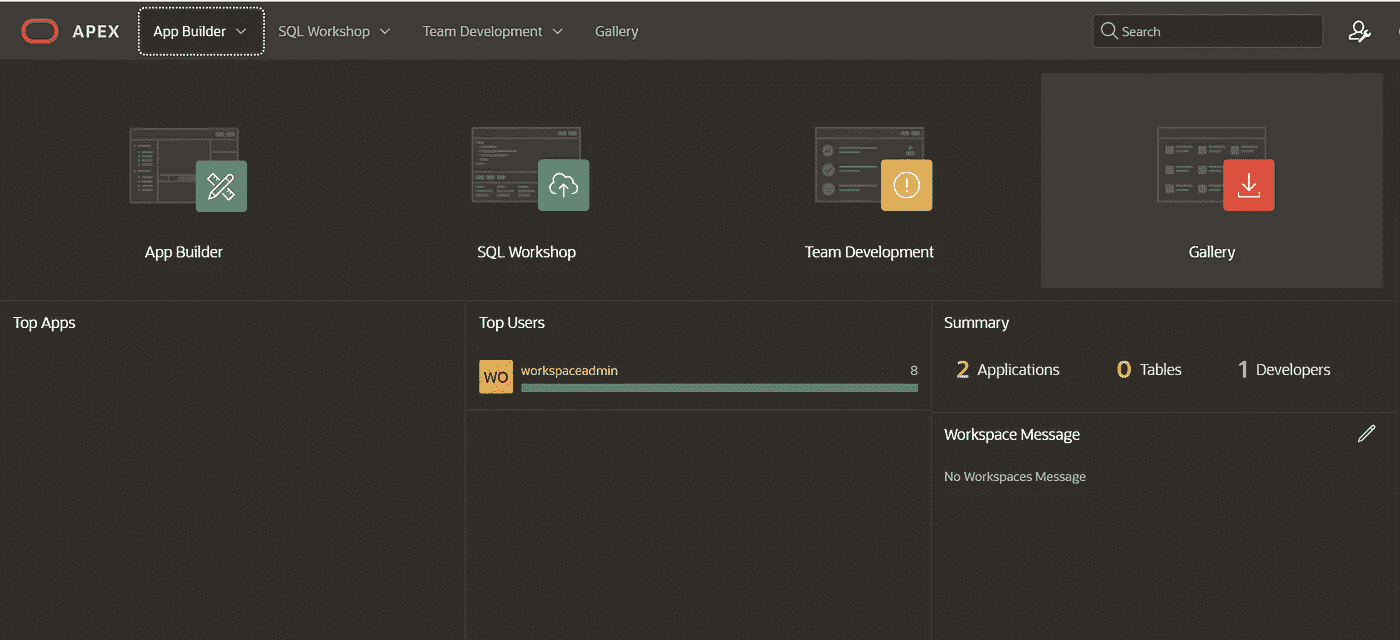 APEX App Builder SQL Workshop Team Development Gallery Search
App Builder SQL Workshop Team Development Gallery
Top Apps
Top Users
WO workspaceadmin 8
Summary
2 Applications 0 Tables 1 Developers
Workspace Message
No Workspaces Message